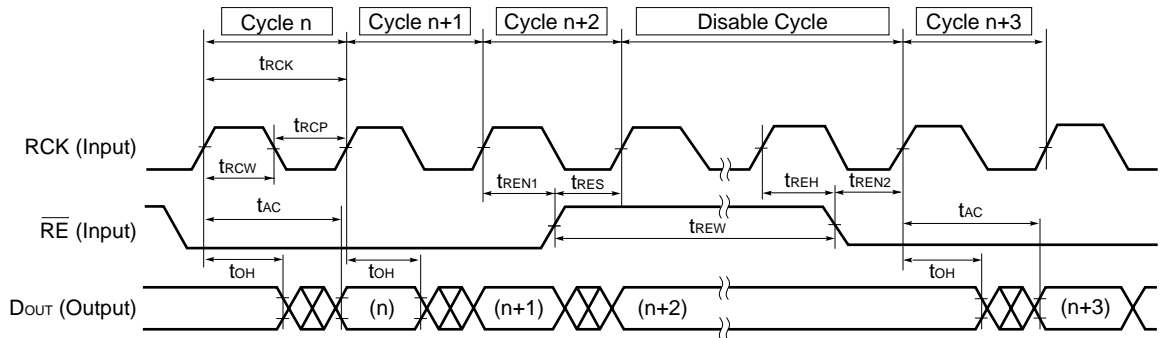 Cycle n Cycle n+1 Cycle n+2 Disable Cycle Cycle n+3
tRCK
tRCP
RCK (Input)
tRCW tREN1 tRES tREH tREN2
tAC tAC
RE (Input) tREW
tOH tOH tOH
DOUT (Output) (n) (n+1) (n+2) (n+3)